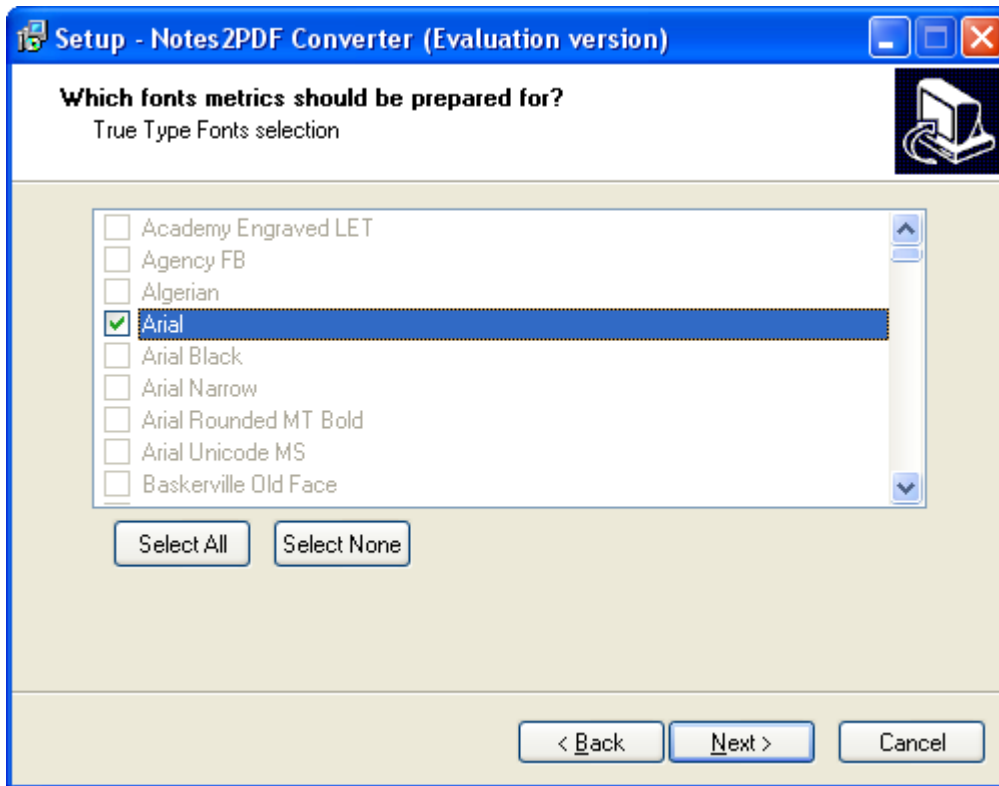 Setup - Notes2PDF Converter (Evaluation version)
Which fonts metrics should be prepared for?
True Type Fonts selection
Academy Engraved LET
Agency FB
Algerian
Arial
Arial Black
Arial Narrow
Arial Rounded MT Bold
Arial Unicode MS
Baskerville Old Face
Select All Select None
< Back Next > Cancel